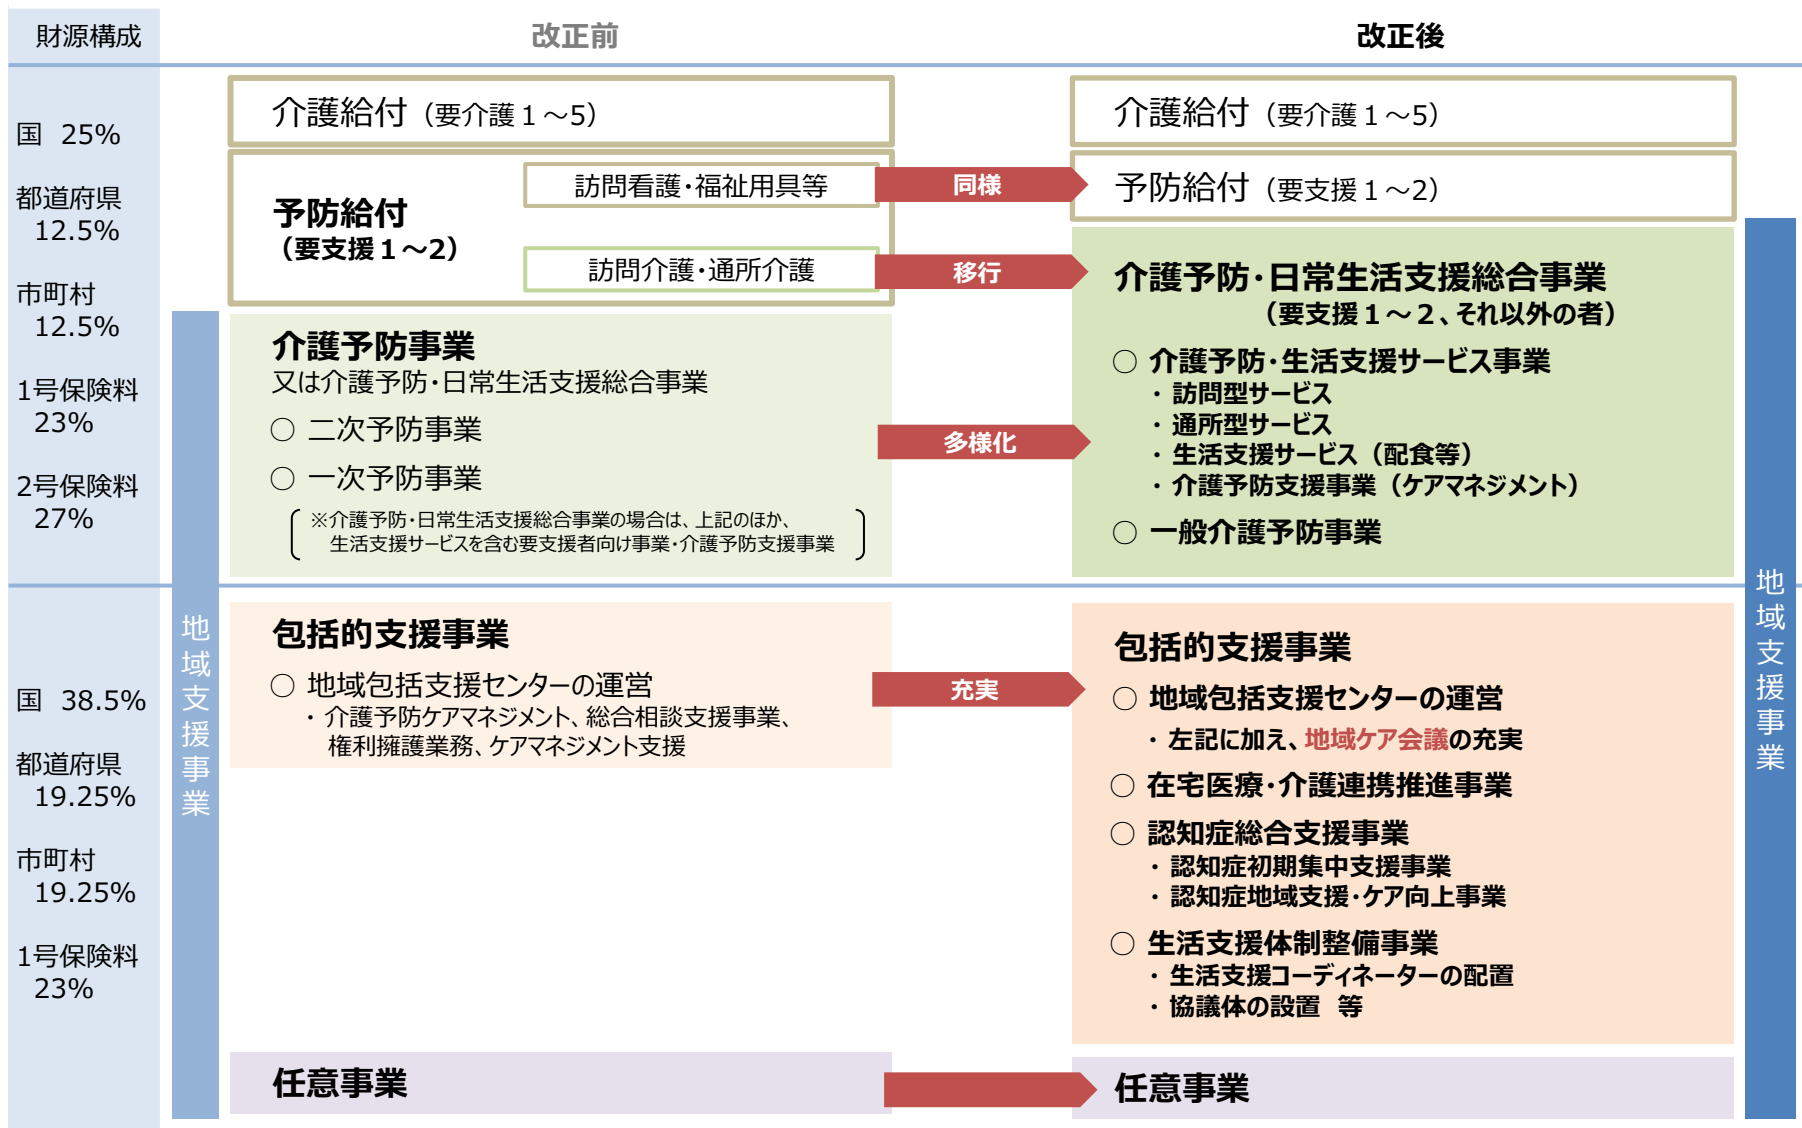 財源構成
改正前
改正後
国 25%
都道府県
12.5%
市町村
12.5%
1号保険料
23%
2号保険料
27%
国 38.5%
都道府県
19.25%
市町村
19.25%
1号保険料
23%
地域支援事業
介護給付（要介護１～5）
予防給付
（要支援１～2）
訪問看護・福祉用具等
訪問介護・通所介護
介護予防事業
又は介護予防・日常生活支援総合事業
○ 二次予防事業
○ 一次予防事業
※介護予防・日常生活支援総合事業の場合は、上記のほか、
生活支援サービスを含む要支援者向け事業・介護予防支援事業
包括的支援事業
○ 地域包括支援センターの運営
・介護予防ケアマネジメント、総合相談支援事業、
権利擁護業務、ケアマネジメント支援
任意事業
同様
移行
多様化
充実
介護給付（要介護１～5）
予防給付（要支援１～2）
介護予防・日常生活支援総合事業
（要支援１～２、それ以外の者）
○ 介護予防・生活支援サービス事業
・訪問型サービス
・通所型サービス
・生活支援サービス（配食等）
・介護予防支援事業（ケアマネジメント）
○ 一般介護予防事業
包括的支援事業
○ 地域包括支援センターの運営
・左記に加え、地域ケア会議の充実
○ 在宅医療・介護連携推進事業
○ 認知症総合支援事業
・認知症初期集中支援事業
・認知症地域支援・ケア向上事業
○ 生活支援体制整備事業
・生活支援コーディネーターの配置
・協議体の設置 等
任意事業
地域支援事業